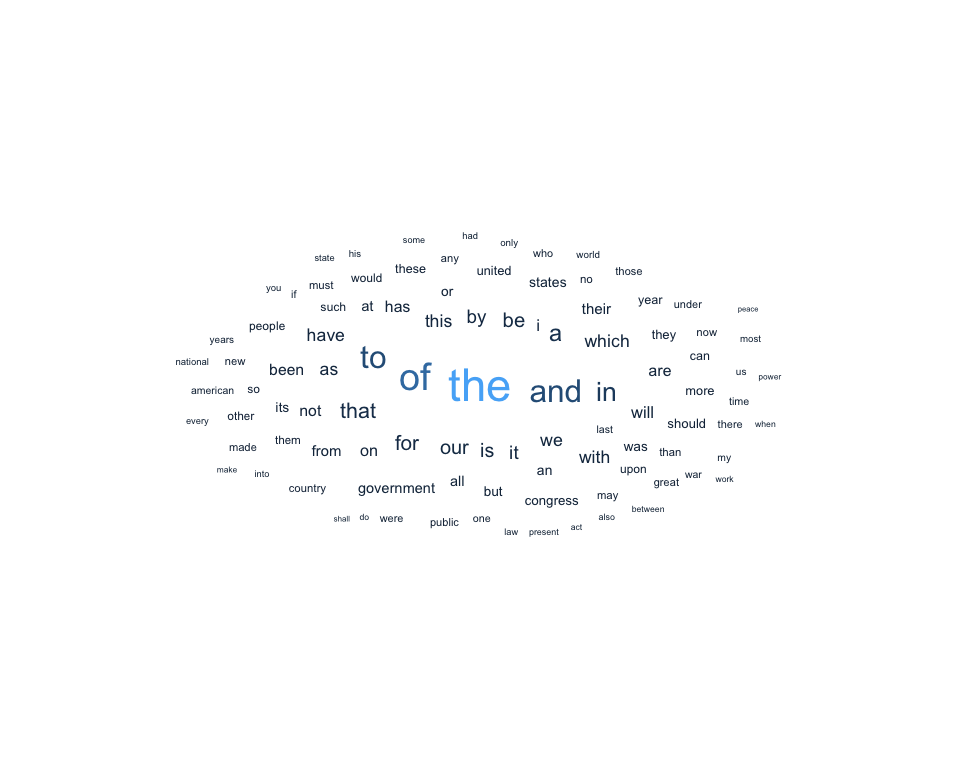 some had only
state his any who world
these united
you if must would or states no those
such at has their year under
people this by be i a peace
years have which they now most
national new been as to can
american so of the and in are more us power
every other its not that will time
made them last should there when
from on for our is it we with was than my
make into an upon great war work
country government all but congress may
shall do were public one also between
law present act